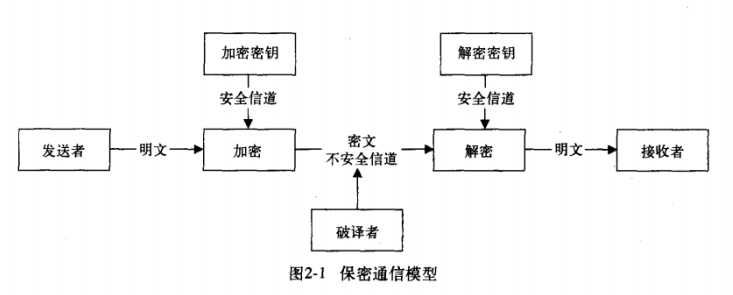 加密密钥
解密密钥
安全信道
安全信道
发送者
明文
加密
密文
不安全信道
解密
明文
接收者
破译者
图2-1 保密通信模型